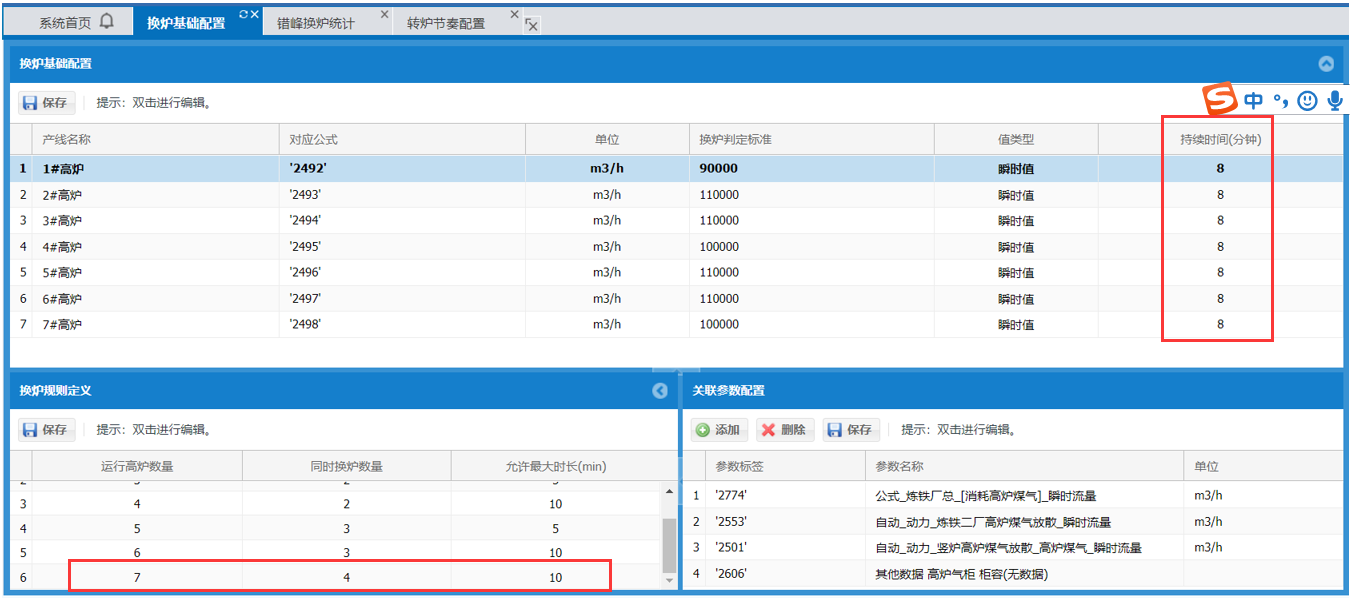 系统首页 换炉基础配置 错峰换炉统计 转炉节奏配置
换炉基础配置
保存 提示：双击进行编辑。
中
产线名称 对应公式 单位 换炉判定标准 值类型 持续时间(分钟)
1 1#高炉 '2492' m3/h 90000 瞬时值 8
2 2#高炉 '2493' m3/h 110000 瞬时值 8
3 3#高炉 '2494' m3/h 110000 瞬时值 8
4 4#高炉 '2495' m3/h 100000 瞬时值 8
5 5#高炉 '2496' m3/h 110000 瞬时值 8
6 6#高炉 '2497' m3/h 110000 瞬时值 8
7 7#高炉 '2498' m3/h 100000 瞬时值 8
换炉规则定义
保存 提示：双击进行编辑。
运行高炉数量 同时换炉数量 允许最大时长(min)
3 4 2 10
4 5 3 5
5 6 3 10
6 7 4 10
关联参数配置
添加 删除 保存 提示：双击进行编辑。
参数标签 参数名称 单位
1 '2774' 公式_炼铁厂总_[消耗高炉煤气]_瞬时流量 m3/h
2 '2553' 自动_动力_炼铁二厂高炉煤气放散_瞬时流量 m3/h
3 '2501' 自动_动力_竖炉高炉煤气放散_高炉煤气_瞬时流量 m3/h
4 '2606' 其他数据 高炉气柜 柜容(无数据)